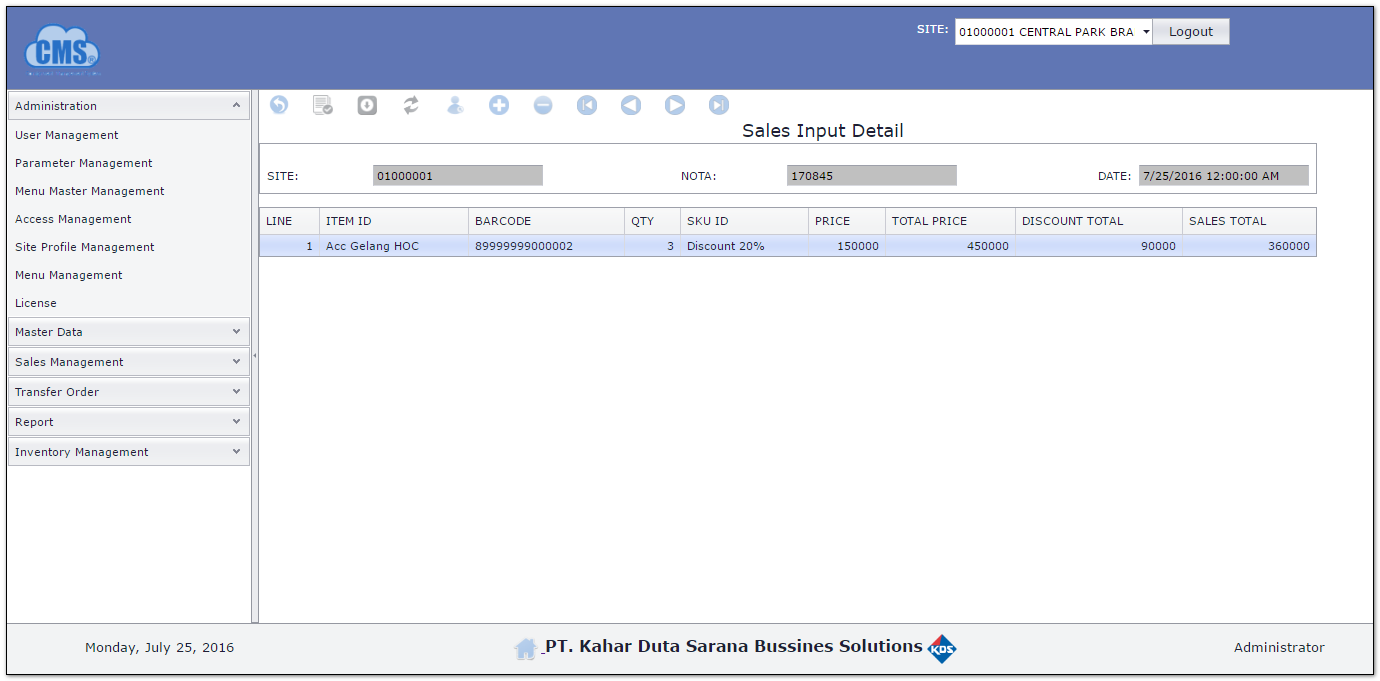 CMS®
SITE: 01000001 CENTRAL PARK BRA Logout
Administration
User Management
Parameter Management
Menu Master Management
Access Management
Site Profile Management
Menu Management
License
Master Data
Sales Management
Transfer Order
Report
Inventory Management
Sales Input Detail
SITE: 01000001 NOTA: 170845 DATE: 7/25/2016 12:00:00 AM
LINE ITEM ID BARCODE QTY SKU ID PRICE TOTAL PRICE DISCOUNT TOTAL SALES TOTAL
1 Acc Gelang HOC 89999999000002 3 Discount 20% 150000 450000 90000 360000
Monday, July 25, 2016 PT. Kahar Duta Sarana Bussines Solutions KDS Administrator